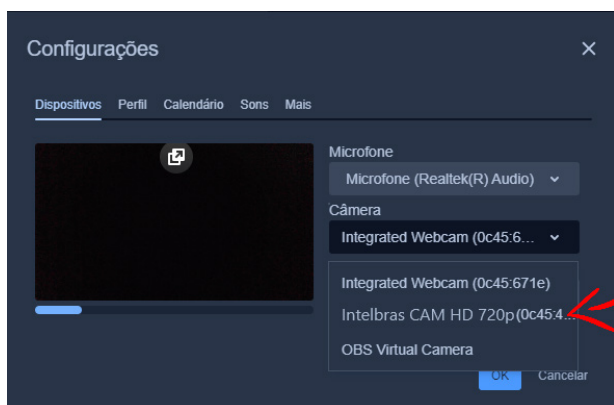 Configurações
Dispositivos Perfil Calendário Sons Mais
Microfone
Microfone (Realtek(R) Audio)
Câmera
Integrated Webcam (0c45:6...
Integrated Webcam (0c45:671e)
Intelbras CAM HD 720p(0c45:4...
OBS Virtual Camera
OK Cancelar